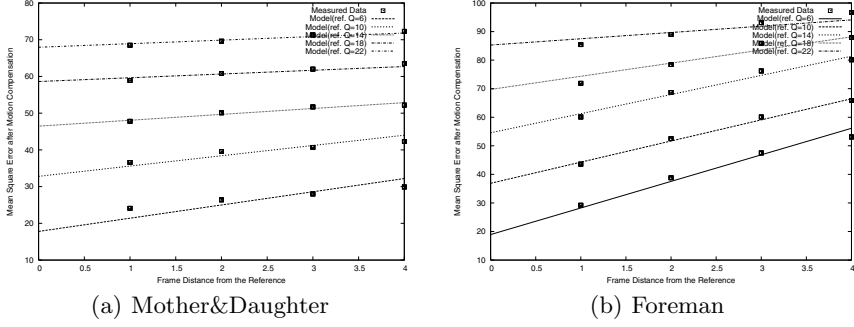 80
70
60
50
40
30
20
10
0 0.5 1 1.5 2 2.5 3 3.5 4
Mean Square Error after Motion Compensation
Frame Distance from the Reference
Measured Data
Model(ref. Q=6)
Model(ref. Q=10)
Model(ref. Q=14)
Model(ref. Q=18)
Model(ref. Q=22)
(a) Mother&Daughter
100
90
80
70
60
50
40
30
20
10
0 0.5 1 1.5 2 2.5 3 3.5 4
Mean Square Error after Motion Compensation
Frame Distance from the Reference
Measured Data
Model(ref. Q=6)
Model(ref. Q=10)
Model(ref. Q=14)
Model(ref. Q=18)
Model(ref. Q=22)
(b) Foreman